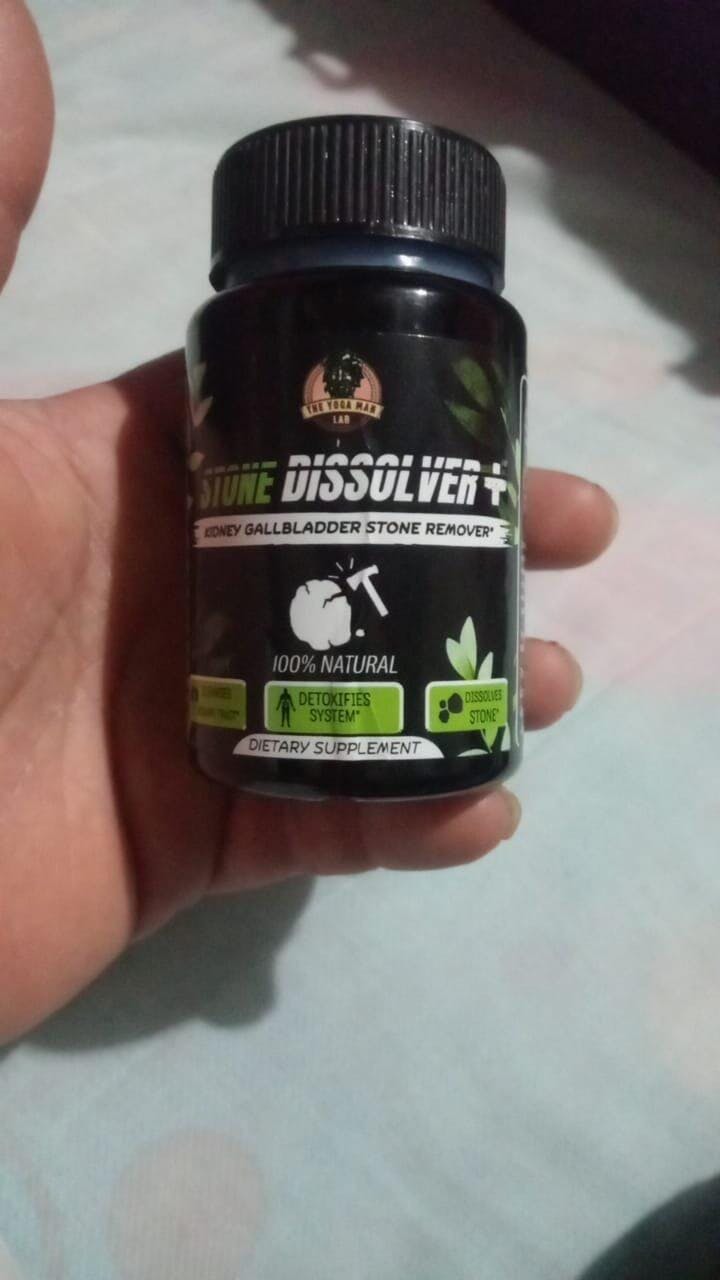 THE YOGA MAN
LAB
STONE DISSOLVER+
KIDNEY GALLBLADDER STONE REMOVER*
100% NATURAL
DETOXIFIES
SYSTEM*
DISSOLVES
STONE*
DIETARY SUPPLEMENT